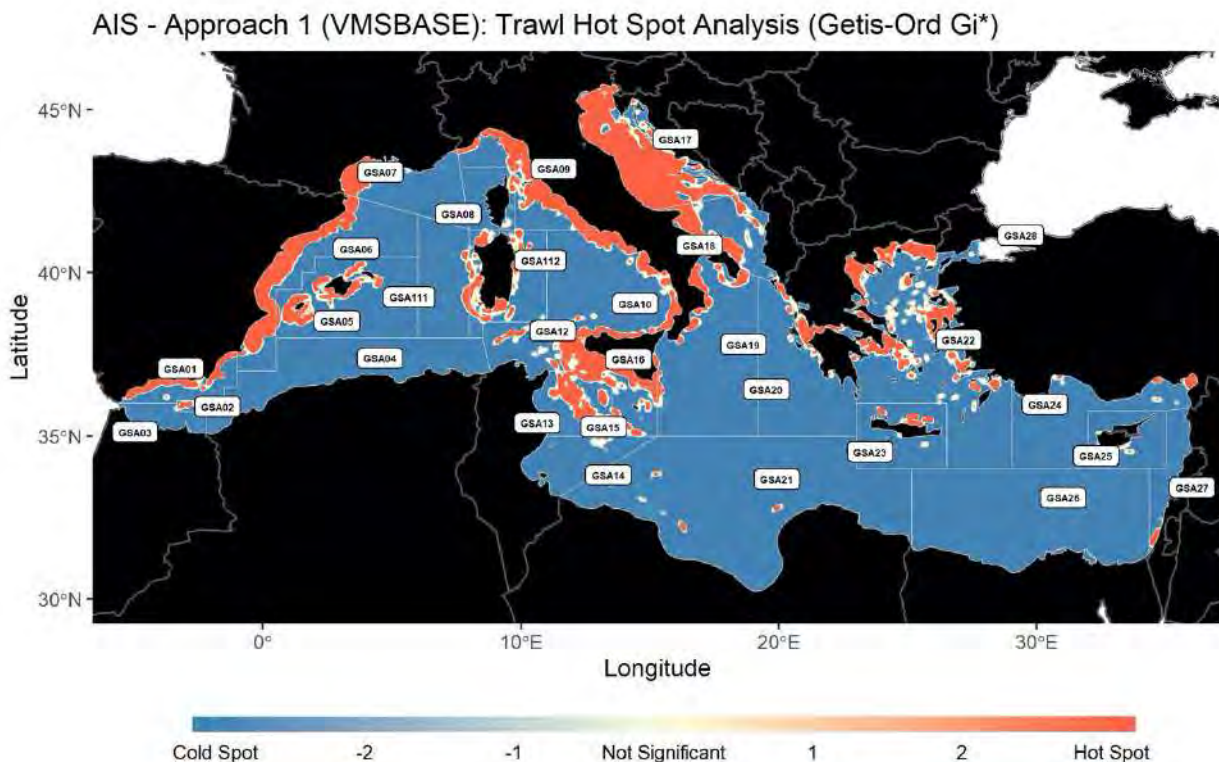 AIS - Approach 1 (VMSBASE): Trawl Hot Spot Analysis (Getis-Ord Gi*)
45°N
GSA17
GSA07
GSA09
GSA08
GSA28
GSA18
GSA06
40°N
GSA112
GSA111
GSA10
GSA05
GSA12
GSA19
GSA22
GSA16
GSA04
GSA01
GSA20
GSA02
GSA24
GSA13
GSA15
GSA03
35°N
GSA23
GSA25
GSA14
GSA21
GSA27
GSA26
30°N
Latitude
0°
10°E
20°E
30°E
Longitude
Cold Spot -2 -1 Not Significant 1 2 Hot Spot